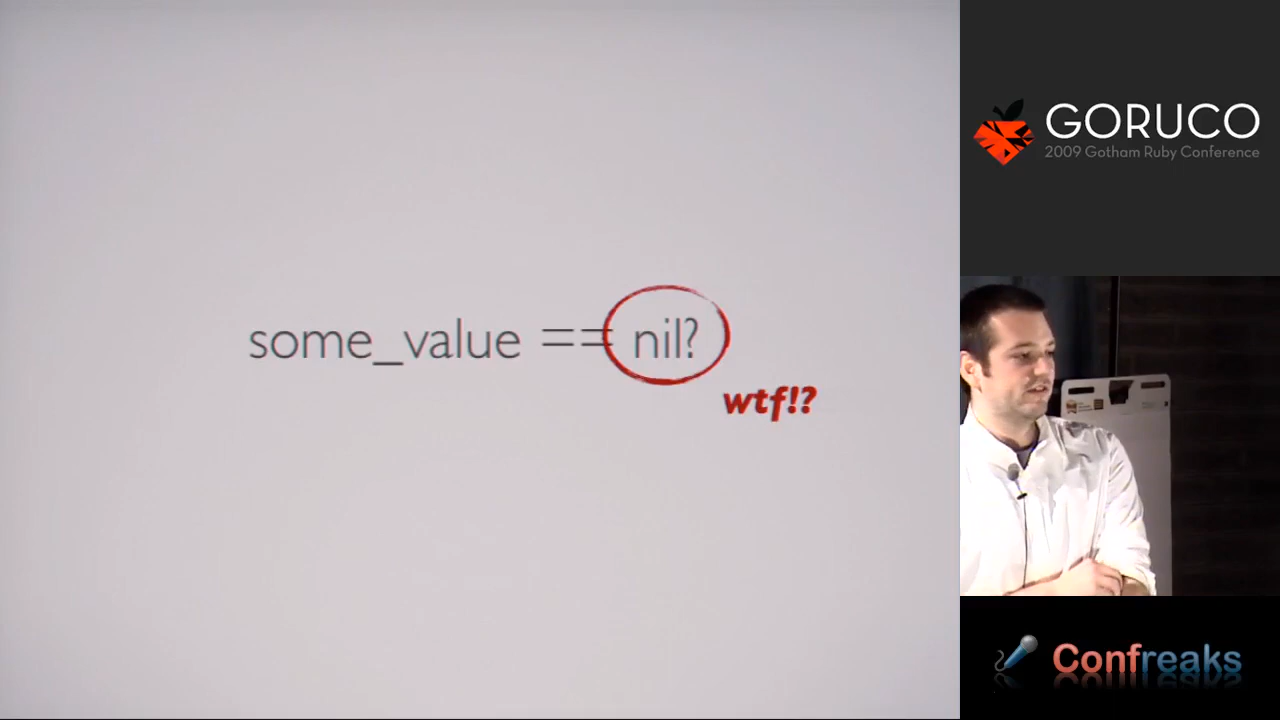 some_value == nil?
wtf!?
GORUCO
2009 Gotham Ruby Conference
Confreaks